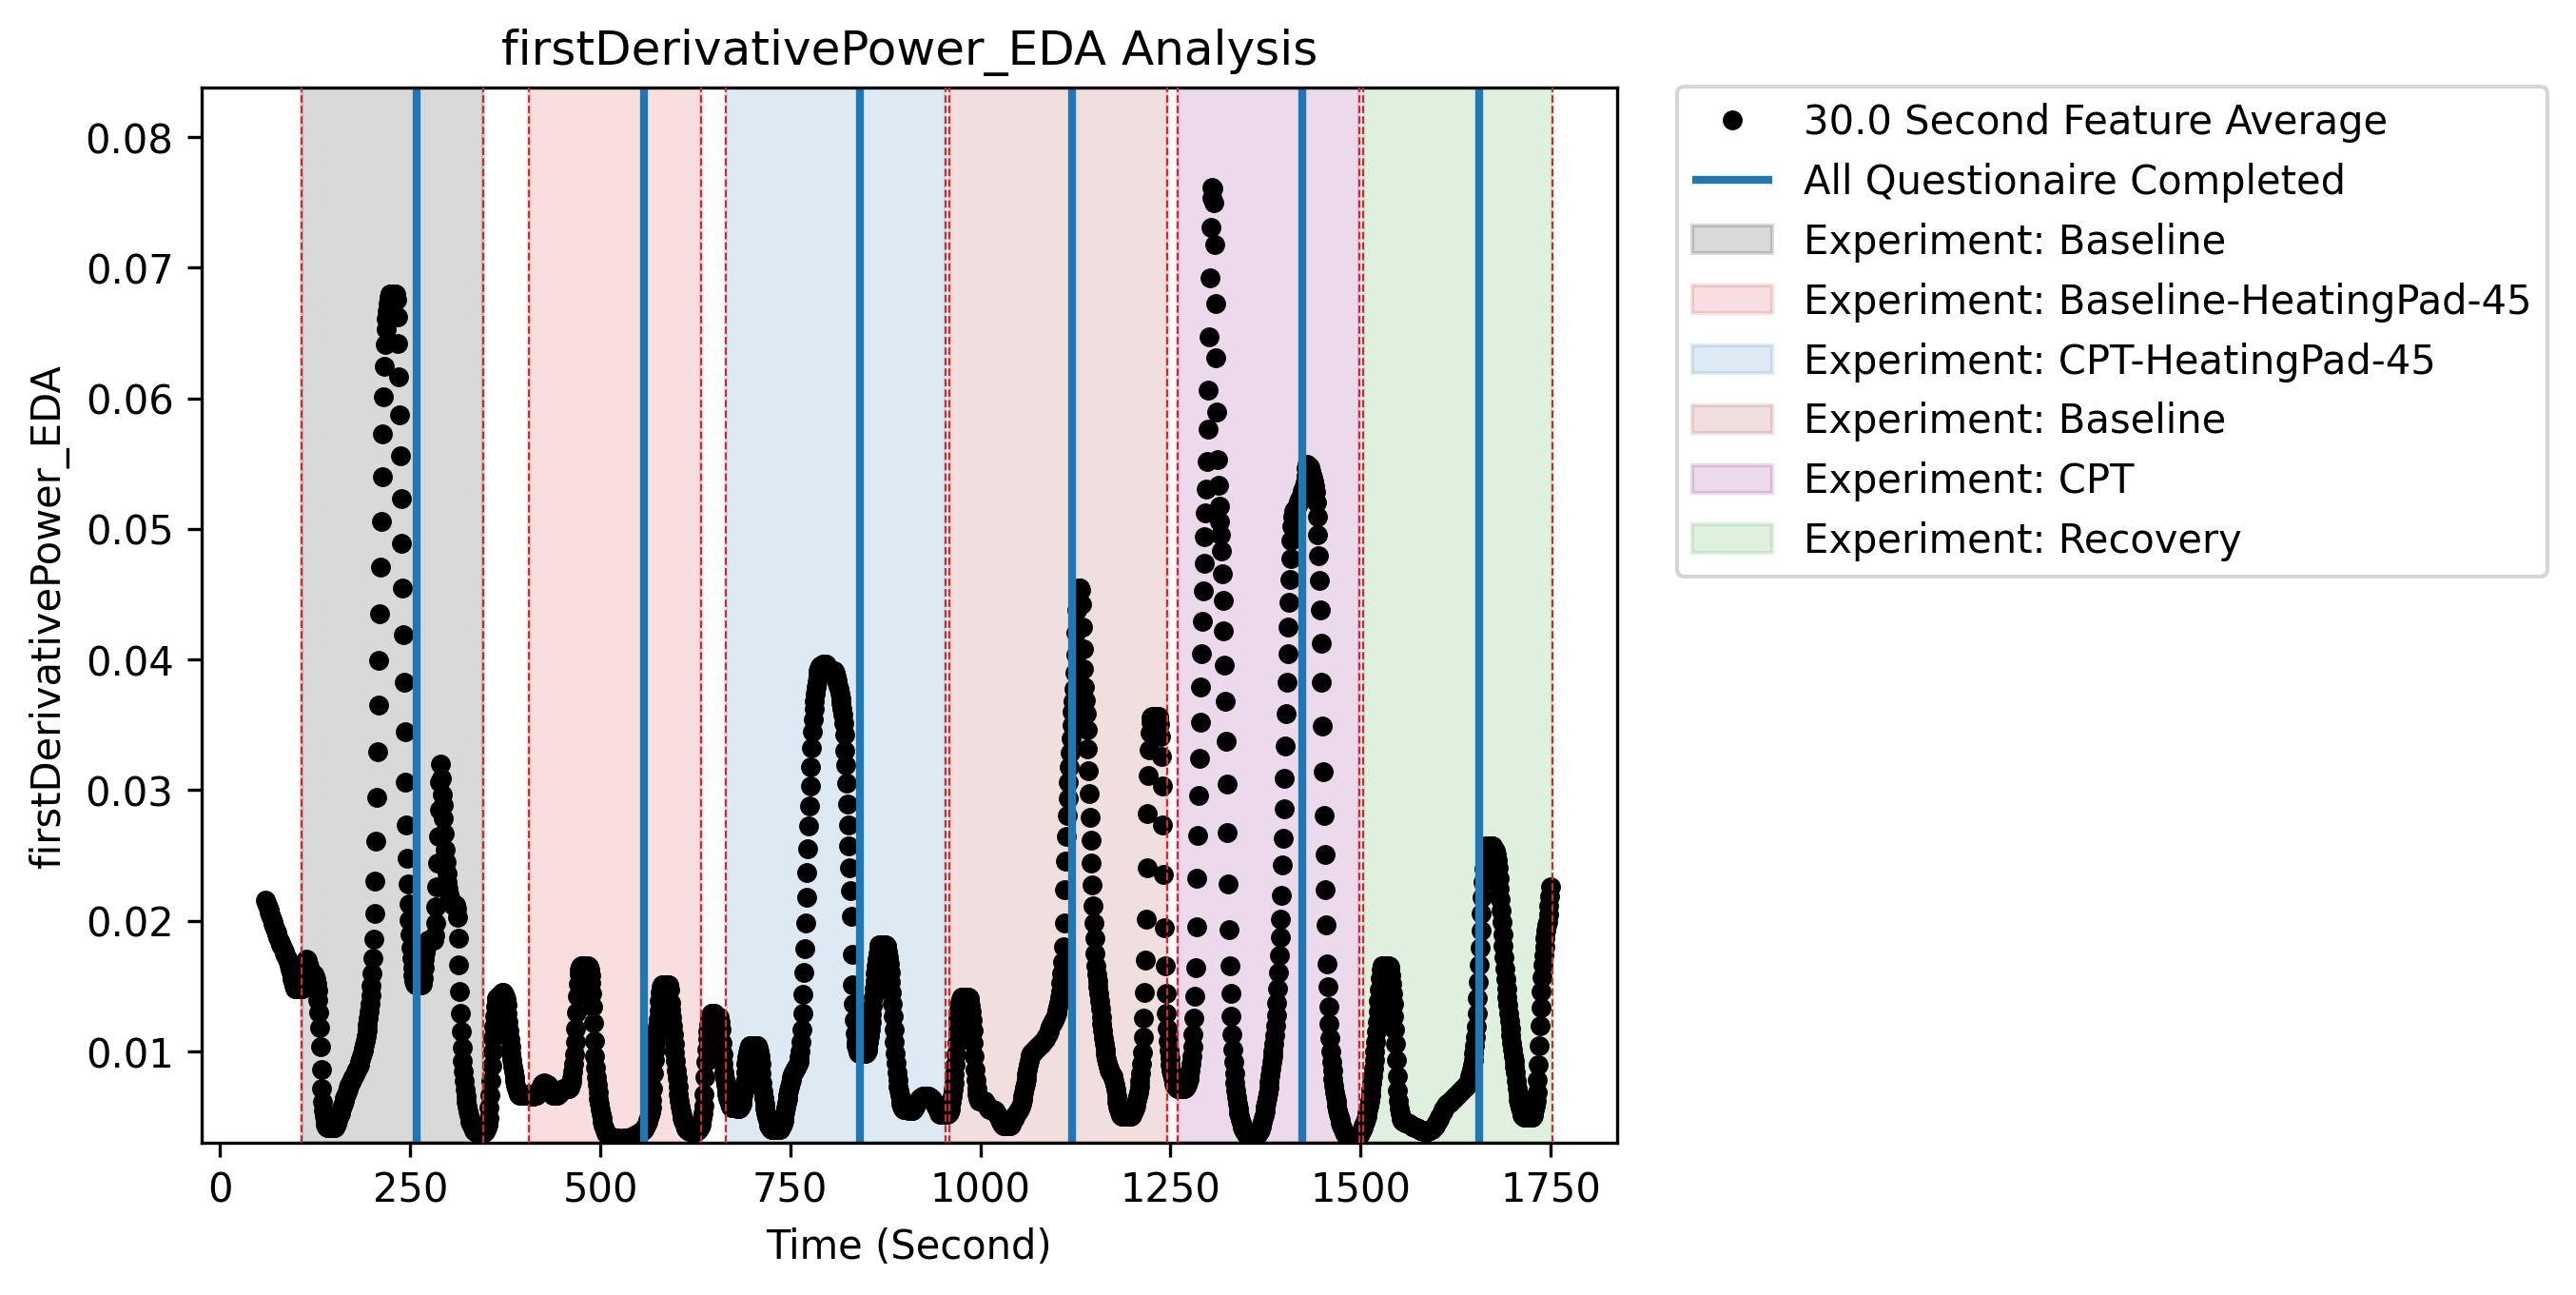 firstDerivativePower_EDA Analysis
firstDerivativePower_EDA
0.08
0.07
0.06
0.05
0.04
0.03
0.02
0.01
0
250
500
750
1000
1250
1500
1750
Time (Second)
30.0 Second Feature Average
All Questionaire Completed
Experiment: Baseline
Experiment: Baseline-HeatingPad-45
Experiment: CPT-HeatingPad-45
Experiment: Baseline
Experiment: CPT
Experiment: Recovery